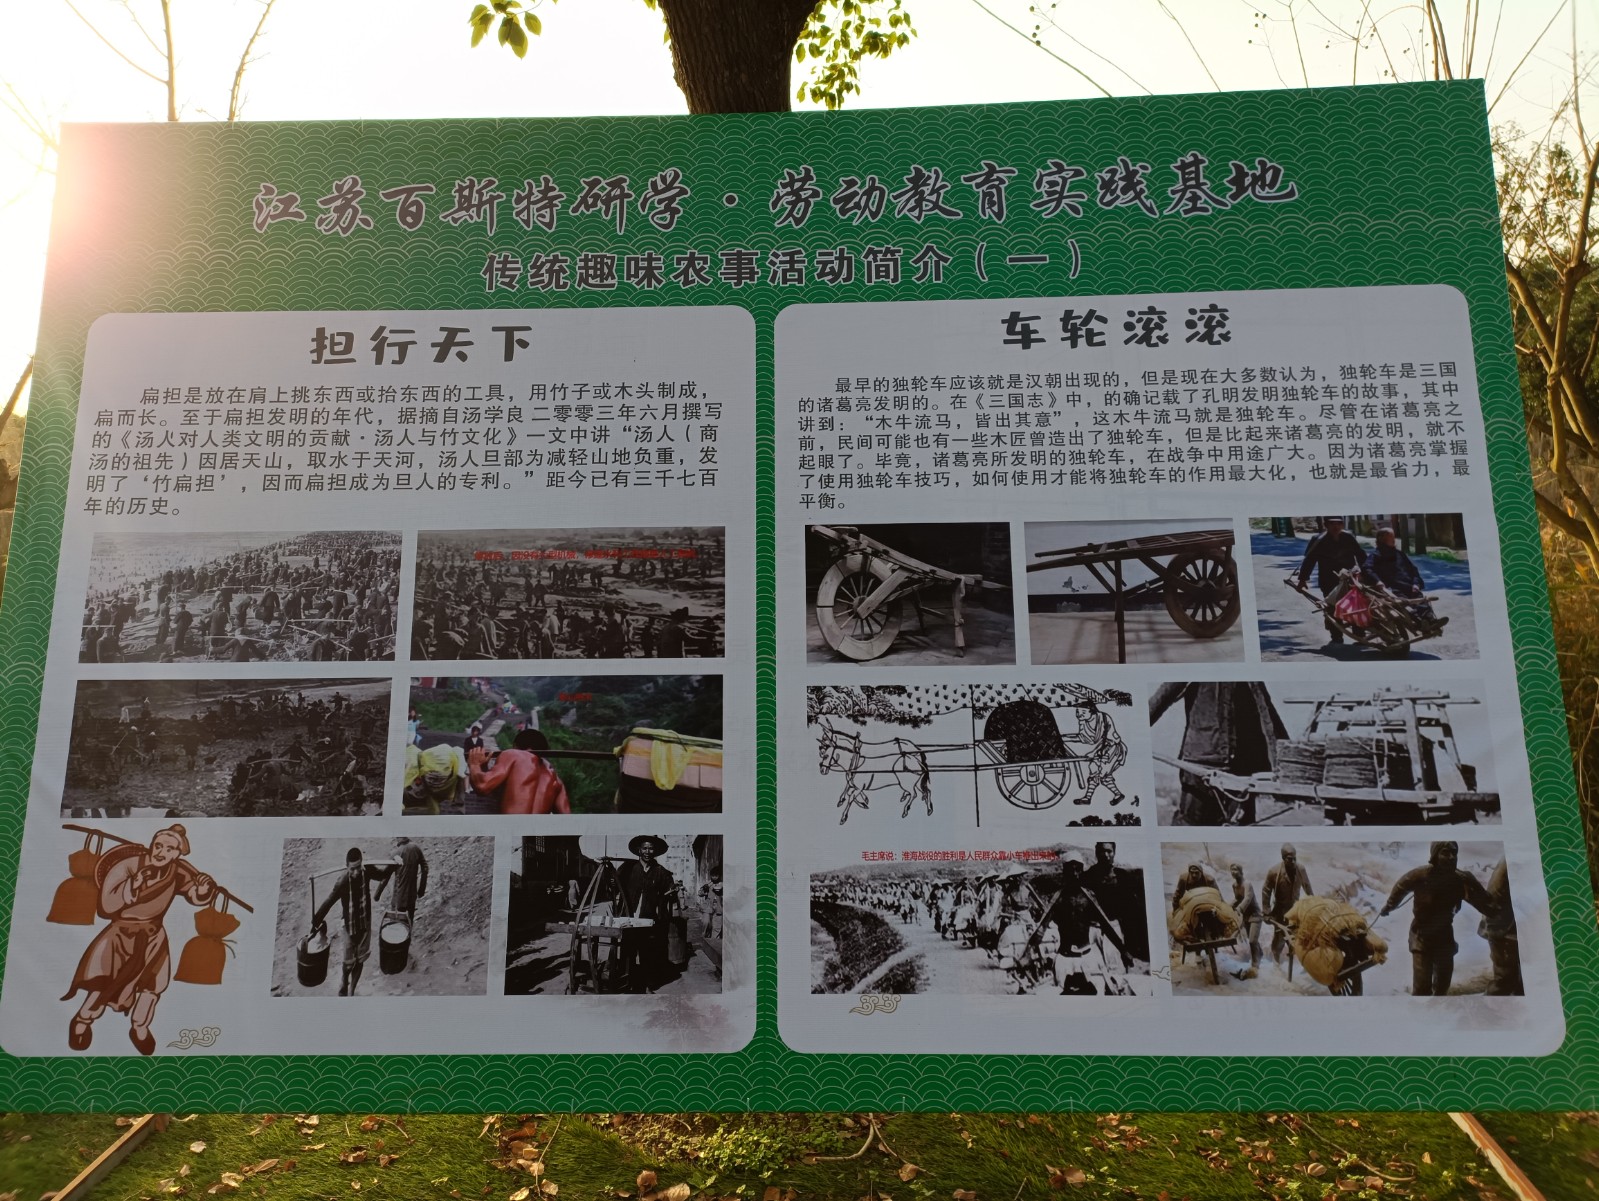 江苏百斯特研学·劳动教育实践基地
传统趣味农事活动简介（一）
担行天下
扁担是放在肩上挑东西或抬东西的工具，用竹子或木头制成，
扁而长。至于扁担发明的年代，据摘自汤学良 二零零三年六月撰写
的《汤人对人类文明的贡献·汤人与竹文化》一文中讲“汤人（商
汤的祖先）因居天山，取水于天河，汤人旦部为减轻山地负重，发
明了‘竹扁担’，因而扁担成为旦人的专利。”距今已有三千七百
年的历史。
车轮滚滚
最早的独轮车应该就是汉朝出现的，但是现在大多数认为，独轮车是三国
的诸葛亮发明的。在《三国志》中，的确记载了孔明发明独轮车的故事，其中
讲到：“木牛流马，皆出其意”，这木牛流马就是独轮车。尽管在诸葛亮之
前，民间可能也有一些木匠曾造出了独轮车，但是比起来诸葛亮的发明，就不
起眼了。毕竟，诸葛亮所发明的独轮车，在战争中用途广大。因为诸葛亮掌握
了使用独轮车技巧，如何使用才能将独轮车的作用最大化，也就是最省力，最
平衡。
毛主席说：淮海战役的胜利是人民群众靠小车推出来的